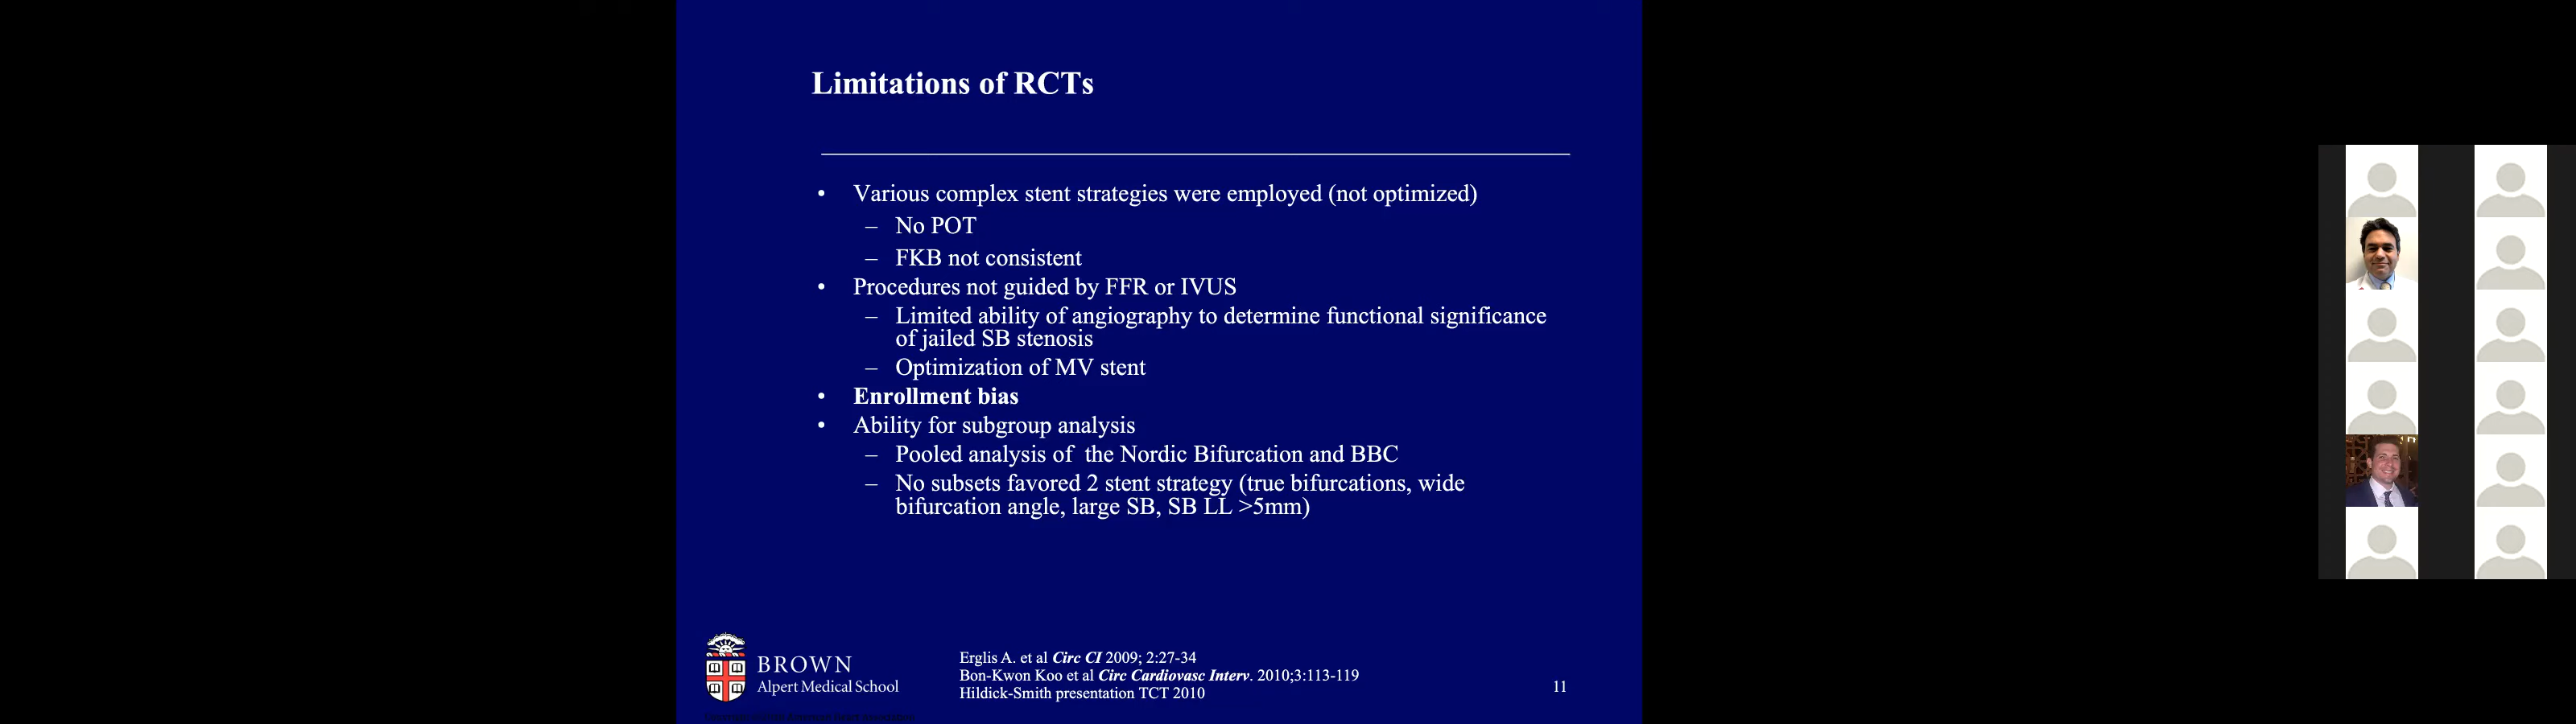 Limitations of RCTs
• Various complex stent strategies were employed (not optimized)
– No POT
– FKB not consistent
• Procedures not guided by FFR or IVUS
– Limited ability of angiography to determine functional significance
of jailed SB stenosis
– Optimization of MV stent
• Enrollment bias
• Ability for subgroup analysis
– Pooled analysis of the Nordic Bifurcation and BBC
– No subsets favored 2 stent strategy (true bifurcations, wide
bifurcation angle, large SB, SB LL >5mm)
BROWN
Alpert Medical School
Erglis A. et al Circ CI 2009; 2:27-34
Bon-Kwon Koo et al Circ Cardiovasc Interv. 2010;3:113-119
Hildick-Smith presentation TCT 2010
11